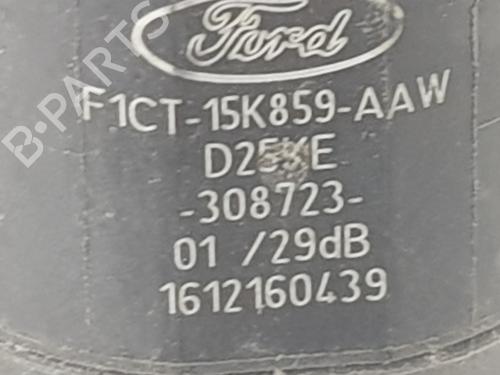 B-PARTS
Ford
F1CT-15K859-AAW
-308723-
01 /29dB
1612160439